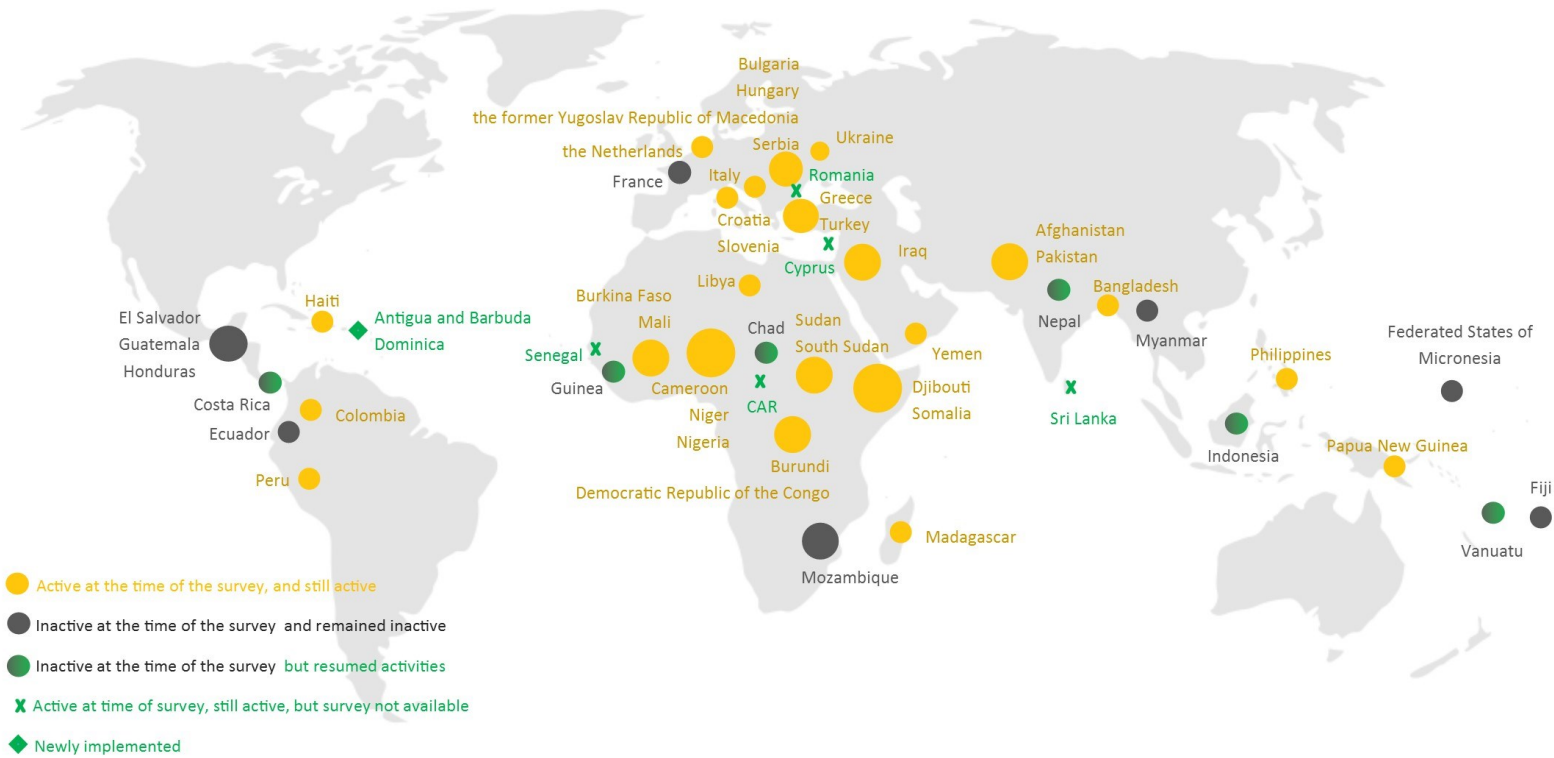 Bulgaria
Hungary
the former Yugoslav Republic of Macedonia
Serbia
Ukraine
the Netherlands
France
Italy
Romania
Croatia
Slovenia
Greece
Turkey
Cyprus
Iraq
Libya
Afghanistan
Pakistan
Nepal
Bangladesh
Myanmar
Haiti
El Salvador
Guatemala
Honduras
Antigua and Barbuda
Dominica
Costa Rica
Colombia
Ecuador
Peru
Burkina Faso
Mali
Senegal
Guinea
Chad
Sudan
South Sudan
Yemen
Cameroon
Niger
Nigeria
CAR
Djibouti
Somalia
Burundi
Democratic Republic of the Congo
Mozambique
Madagascar
Sri Lanka
Philippines
Federated States of
Micronesia
Indonesia
Papua New Guinea
Fiji
Vanuatu
Active at the time of the survey, and still active
Inactive at the time of the survey and remained inactive
Inactive at the time of the survey but resumed activities
Active at time of survey, still active, but survey not available
Newly implemented